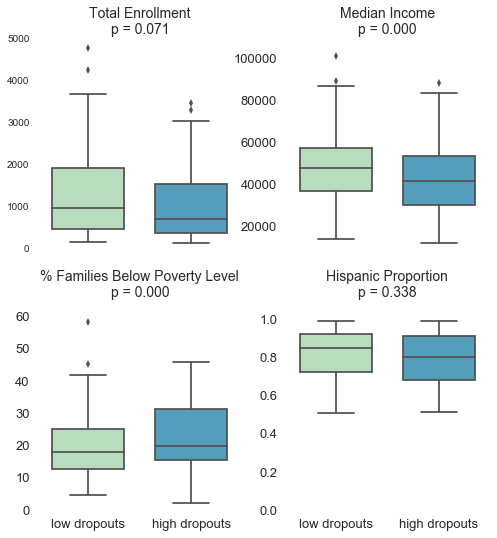 Total Enrollment
p = 0.071
5000
4000
3000
2000
1000
0
Median Income
p = 0.000
100000
80000
60000
40000
20000
% Families Below Poverty Level
p = 0.000
60
50
40
30
20
10
0
low dropouts high dropouts
Hispanic Proportion
p = 0.338
1.0
0.8
0.6
0.4
0.2
0.0
low dropouts high dropouts